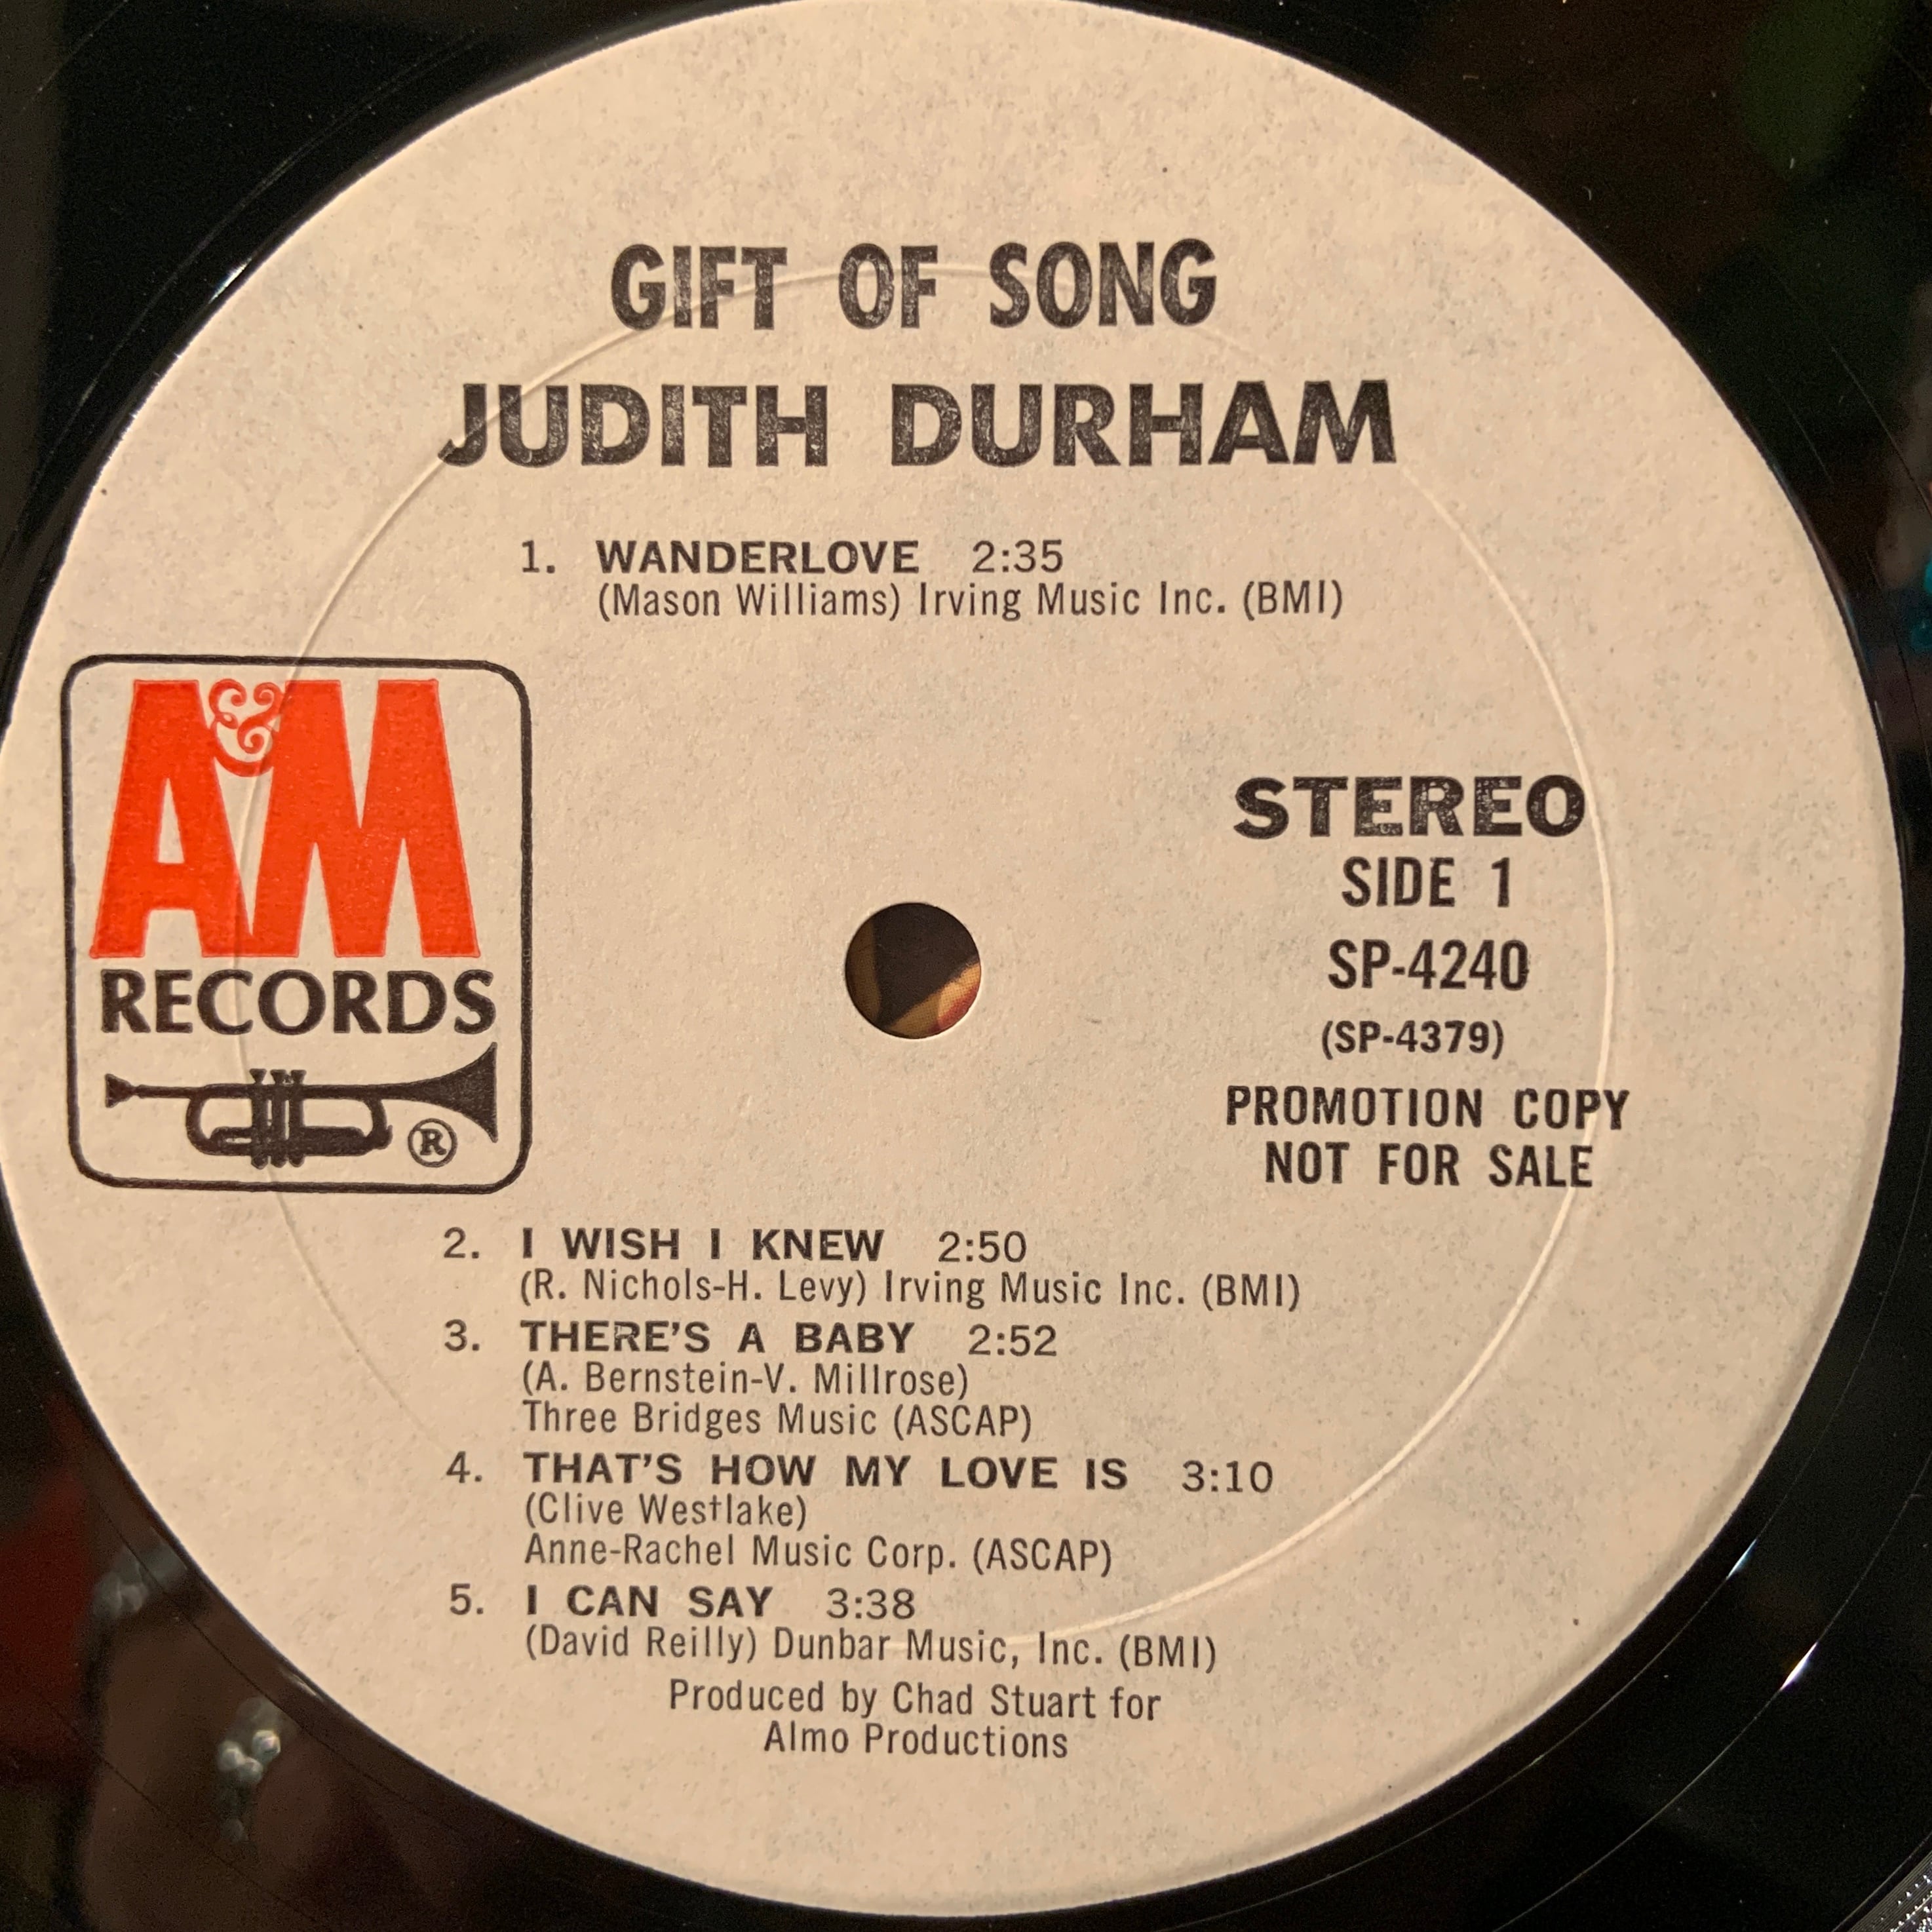 GIFT OF SONG
JUDITH DURHAM
1. WANDERLOVE 2:35
(Mason Williams) Irving Music Inc. (BMI)
A&M
RECORDS
®
STEREO
SIDE 1
SP-4240
(SP-4379)
PROMOTION COPY
NOT FOR SALE
2. I WISH I KNEW 2:50
(R. Nichols-H. Levy) Irving Music Inc. (BMI)
3. THERE'S A BABY 2:52
(A. Bernstein-V. Millrose)
Three Bridges Music (ASCAP)
4. THAT'S HOW MY LOVE IS 3:10
(Clive Westlake)
Anne-Rachel Music Corp. (ASCAP)
5. I CAN SAY 3:38
(David Reilly) Dunbar Music, Inc. (BMI)
Produced by Chad Stuart for
Almo Productions